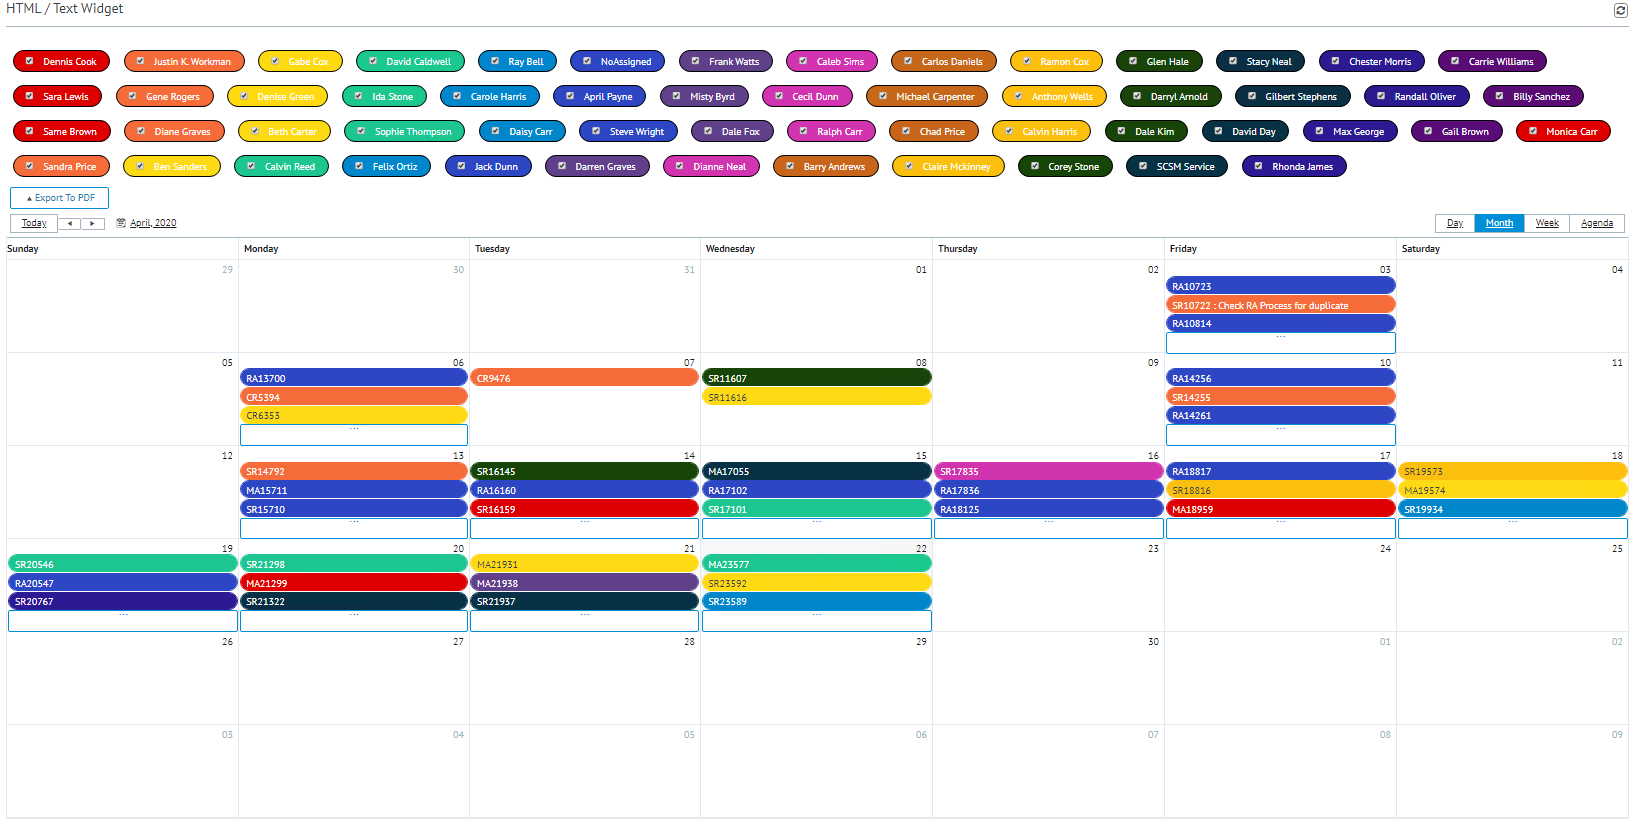 HTML / Text Widget
Dennis Cook Justin K. Workman Gabe Cox David Caldwell Ray Bell NoAssigned Frank Watts Caleb Sims Carlos Daniels Ramon Cox Glen Hale Stacy Neal Chester Morris Carrie Williams
Sara Lewis Gene Rogers Denise Green Ida Stone Carole Harris April Payne Misty Byrd Cecil Dunn Michael Carpenter Anthony Wells Darryl Arnold Gilbert Stephens Randall Oliver Billy Sanchez
Same Brown Diane Graves Beth Carter Sophie Thompson Daisy Carr Steve Wright Dale Fox Ralph Carr Chad Price Calvin Harris Dale Kim David Day Max George Gail Brown Monica Carr
Sandra Price Ben Sanders Calvin Reed Felix Ortiz Jack Dunn Darren Graves Dianne Neal Barry Andrews Claire Mckinney Corey Stone SCSM Service Rhonda James
Export To PDF
Today April, 2020 Day Month Week Agenda
Sunday Monday Tuesday Wednesday Thursday Friday Saturday
29 30 31 01 02 03 04
RA10723
SR10722 : Check RA Process for duplicate
RA10814
...
05 06 07 08 09 10 11
RA13700 CR9476 SR11607 RA14256
CR5394 SR11616 SR14255
CR6353 RA14261
... ...
12 13 14 15 16 17 18
SR14792 SR16145 MA17055 SR17835 RA18817 SR19573
MA15711 RA16160 RA17102 RA17836 SR18816 MA19574
SR15710 SR16159 SR17101 RA18125 MA18959 SR19934
... ... ... ... ... ...
19 20 21 22 23 24 25
SR20546 SR21298 MA21931 MA23577
RA20547 MA21299 MA21938 SR23592
SR20767 SR21322 SR21937 SR23589
... ... ... ...
26 27 28 29 30 01 02
03 04 05 06 07 08 09